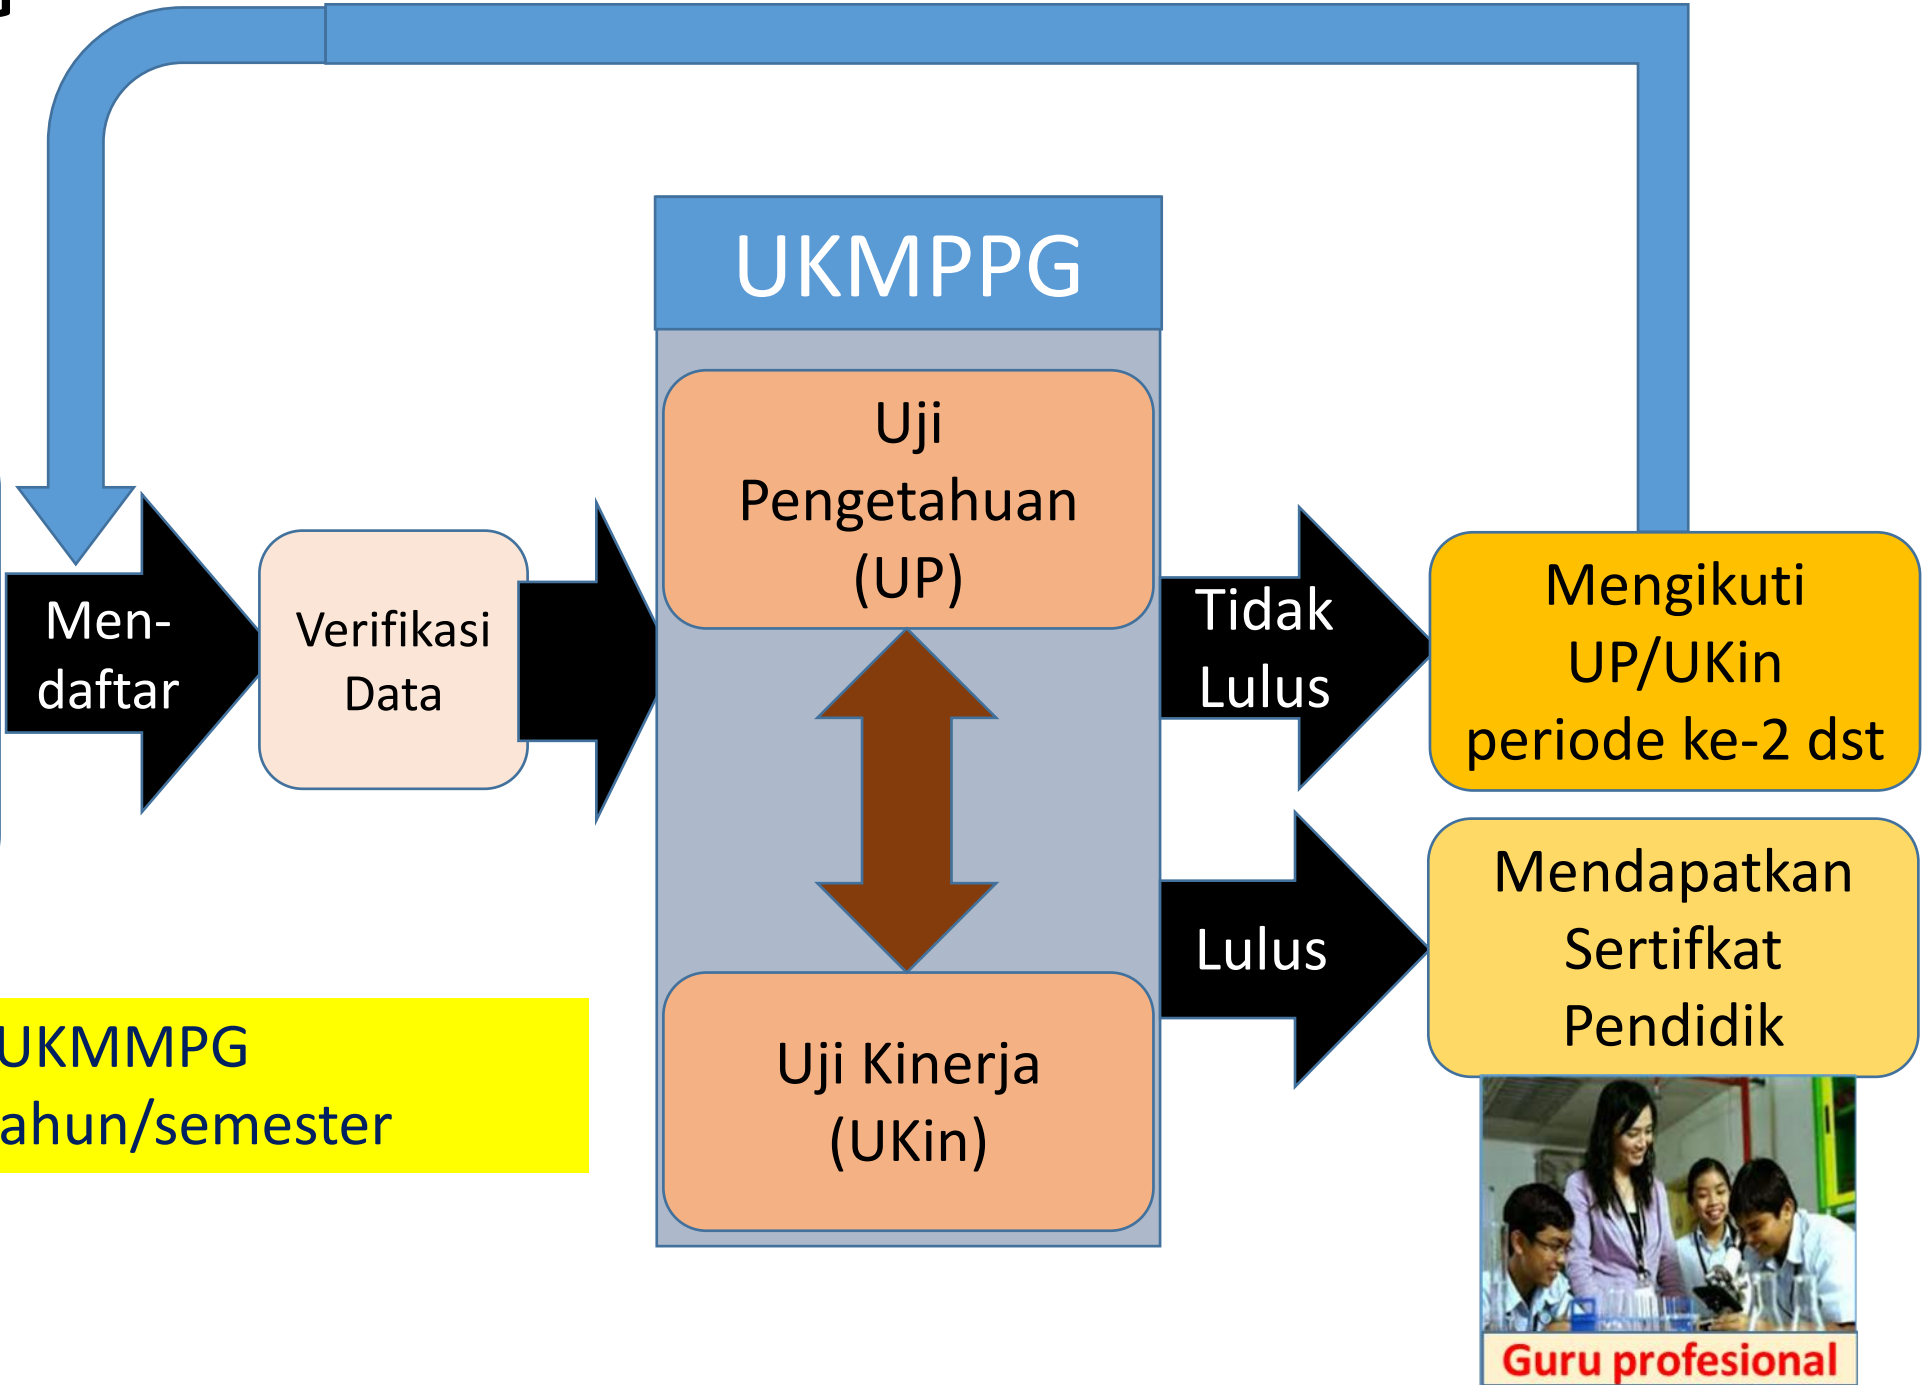 UKMPPG
Uji
Pengetahuan
(UP)
Men-
daftar
Verifikasi
Data
Tidak
Lulus
Mengikuti
UP/UKin
periode ke-2 dst
Lulus
Mendapatkan
Sertifkat
Pendidik
UKMMPG
ahun/semester
Uji Kinerja
(UKin)
Guru profesional